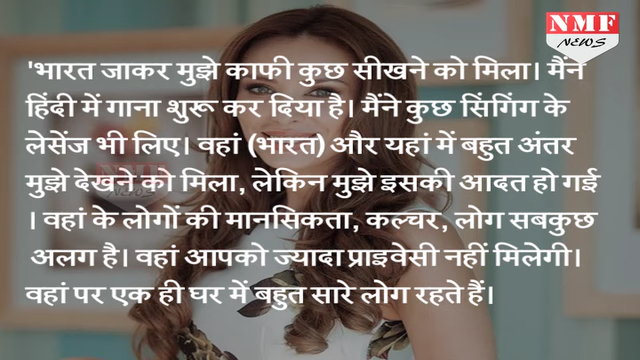 NMF
NEWS
'भारत जाकर मुझे काफी कुछ सीखने को मिला। मैंने
हिंदी में गाना शुरू कर दिया है। मैंने कुछ सिंगिंग के
लेसेंज भी लिए। वहां (भारत) और यहां में बहुत अंतर
मुझे देखने को मिला, लेकिन मुझे इसकी आदत हो गई
। वहां के लोगों की मानसिकता, कल्चर, लोग सबकुछ
अलग है। वहां आपको ज्यादा प्राइवेसी नहीं मिलेगी।
वहां पर एक ही घर में बहुत सारे लोग रहते हैं।